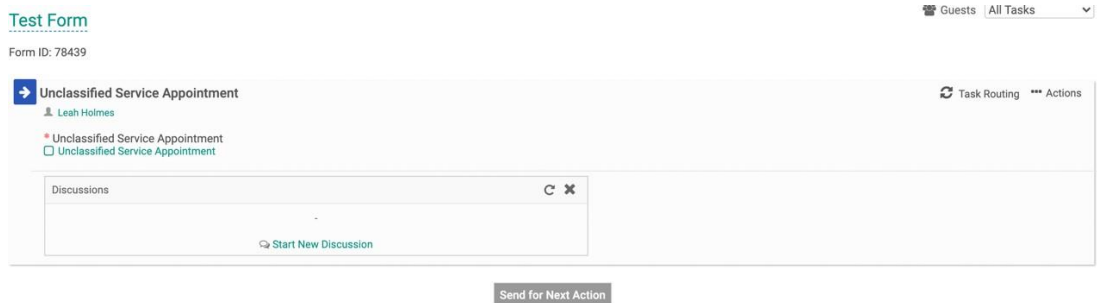 Test Form
Guests All Tasks
Form ID: 78439
Unclassified Service Appointment
Task Routing Actions
Leah Holmes
* Unclassified Service Appointment
Unclassified Service Appointment
Discussions
-
Start New Discussion
Send for Next Action